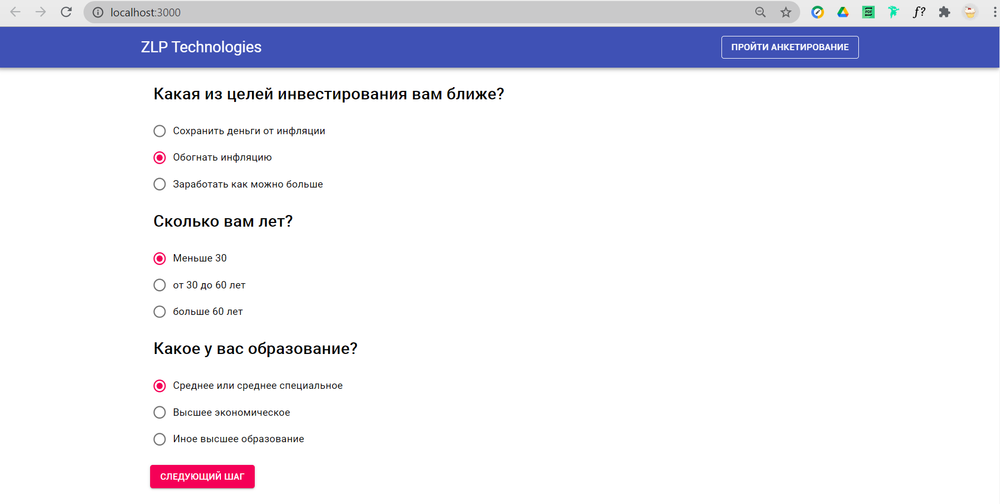 localhost:3000
PDF
f?
ZLP Technologies
ПРОЙТИ АНКЕТИРОВАНИЕ
Какая из целей инвестирования вам ближе?
Сохранить деньги от инфляции
Обогнать инфляцию
Заработать как можно больше
Сколько вам лет?
Меньше 30
от 30 до 60 лет
больше 60 лет
Какое у вас образование?
Среднее или среднее специальное
Высшее экономическое
Иное высшее образование
СЛЕДУЮЩИЙ ШАГ